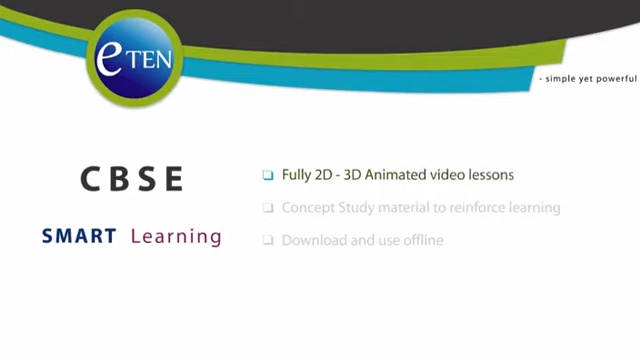 eTEN
- simple yet powerful
CBSE
SMART Learning
Fully 2D - 3D Animated video lessons
Concept Study material to reinforce learning
Download and use offline